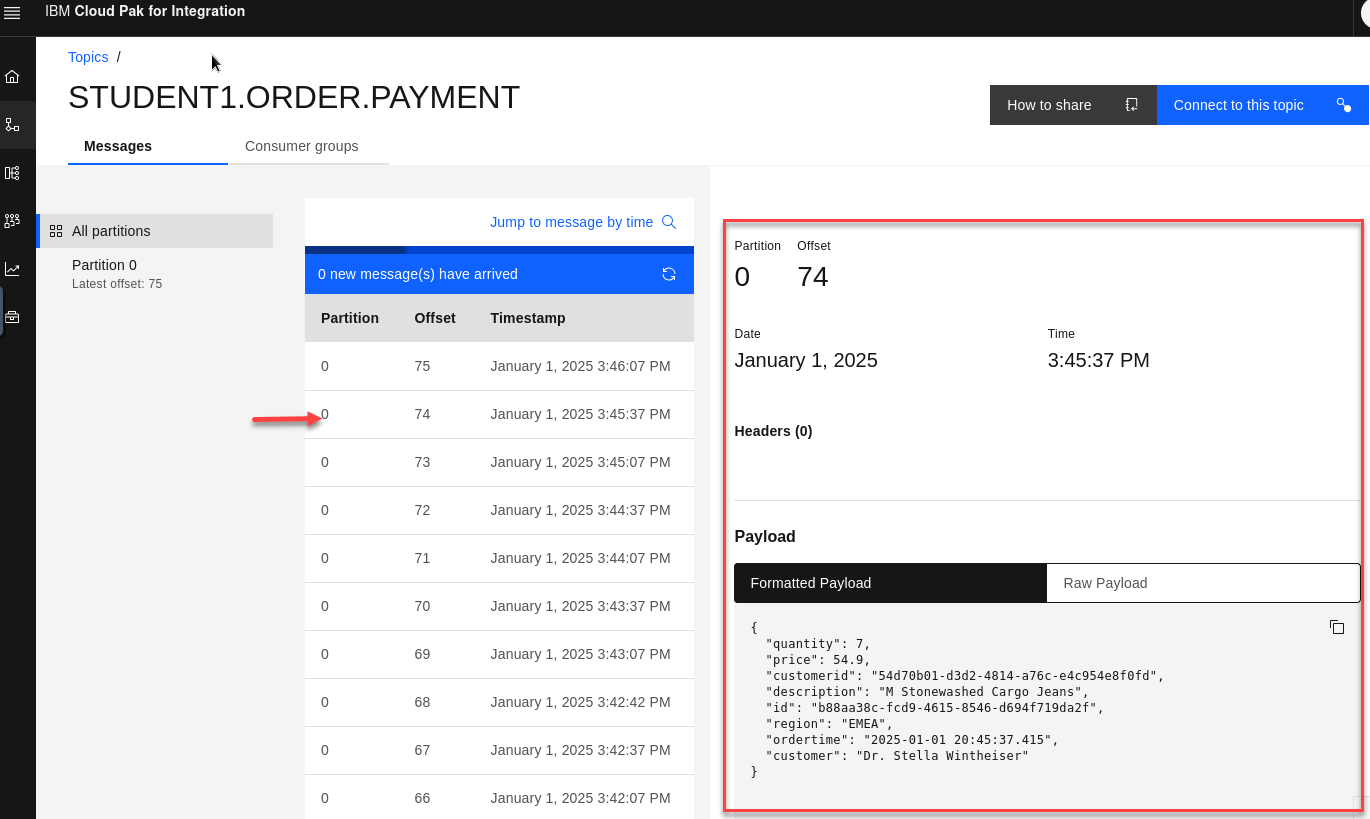 IBM Cloud Pak for Integration
Topics /
STUDENT1.ORDER.PAYMENT
How to share
Connect to this topic
Messages
Consumer groups
All partitions
Partition 0
Latest offset: 75
Jump to message by time
0 new message(s) have arrived
Partition Offset Timestamp
0 75 January 1, 2025 3:46:07 PM
0 74 January 1, 2025 3:45:37 PM
0 73 January 1, 2025 3:45:07 PM
0 72 January 1, 2025 3:44:37 PM
0 71 January 1, 2025 3:44:07 PM
0 70 January 1, 2025 3:43:37 PM
0 69 January 1, 2025 3:43:07 PM
0 68 January 1, 2025 3:42:42 PM
0 67 January 1, 2025 3:42:37 PM
0 66 January 1, 2025 3:42:07 PM
Partition Offset
0 74
Date Time
January 1, 2025 3:45:37 PM
Headers (0)
Payload
Formatted Payload Raw Payload
{
"quantity": 7,
"price": 54.9,
"customerid": "54d70b01-d3d2-4814-a76c-e4c954e8f0fd",
"description": "M Stonewashed Cargo Jeans",
"id": "b88aa38c-fcd9-4615-8546-d694f719da2f",
"region": "EMEA",
"ordertime": "2025-01-01 20:45:37.415",
"customer": "Dr. Stella Wintheiser"
}